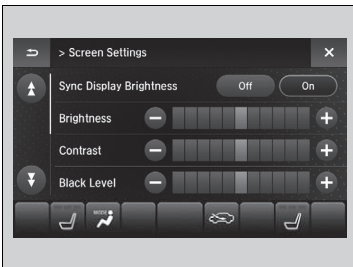 > Screen Settings
Sync Display Brightness Off On
Brightness
Contrast
Black Level
MODE